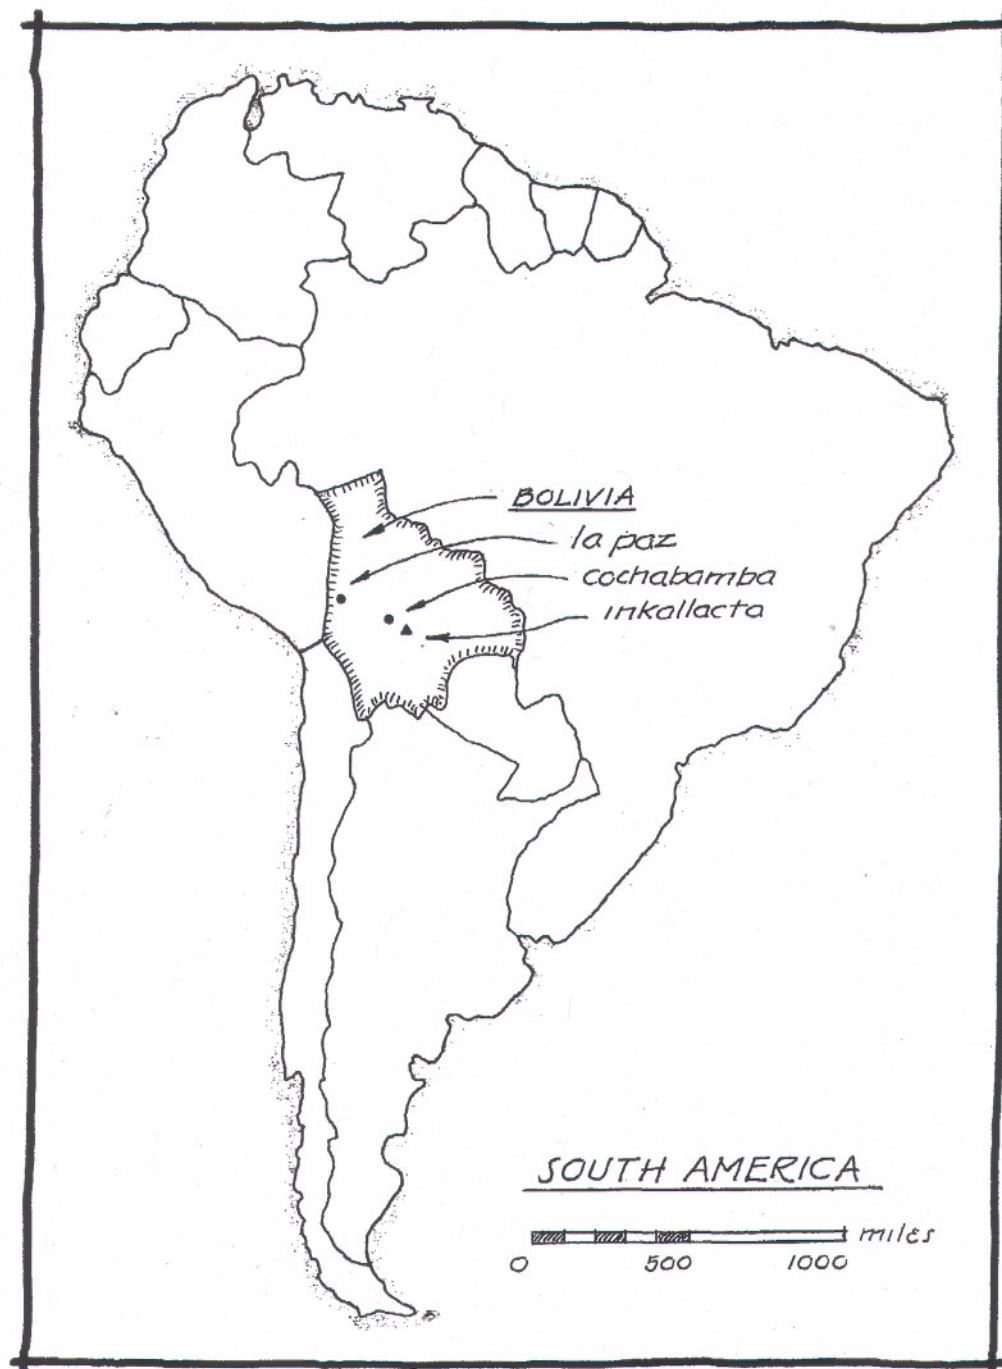 BOLIVIA
la paz
cochabamba
inkallacta
SOUTH AMERICA
miles
0 500 1000